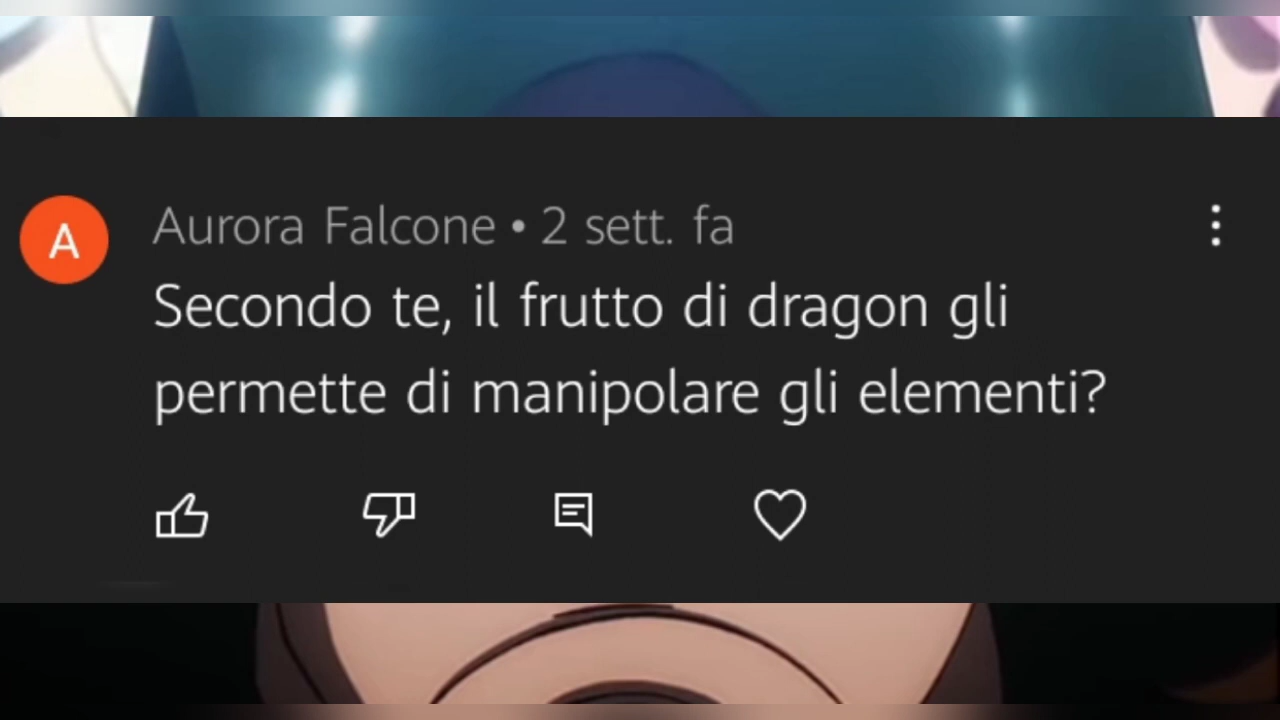 A
Aurora Falcone • 2 sett. fa
Secondo te, il frutto di dragon gli
permette di manipolare gli elementi?